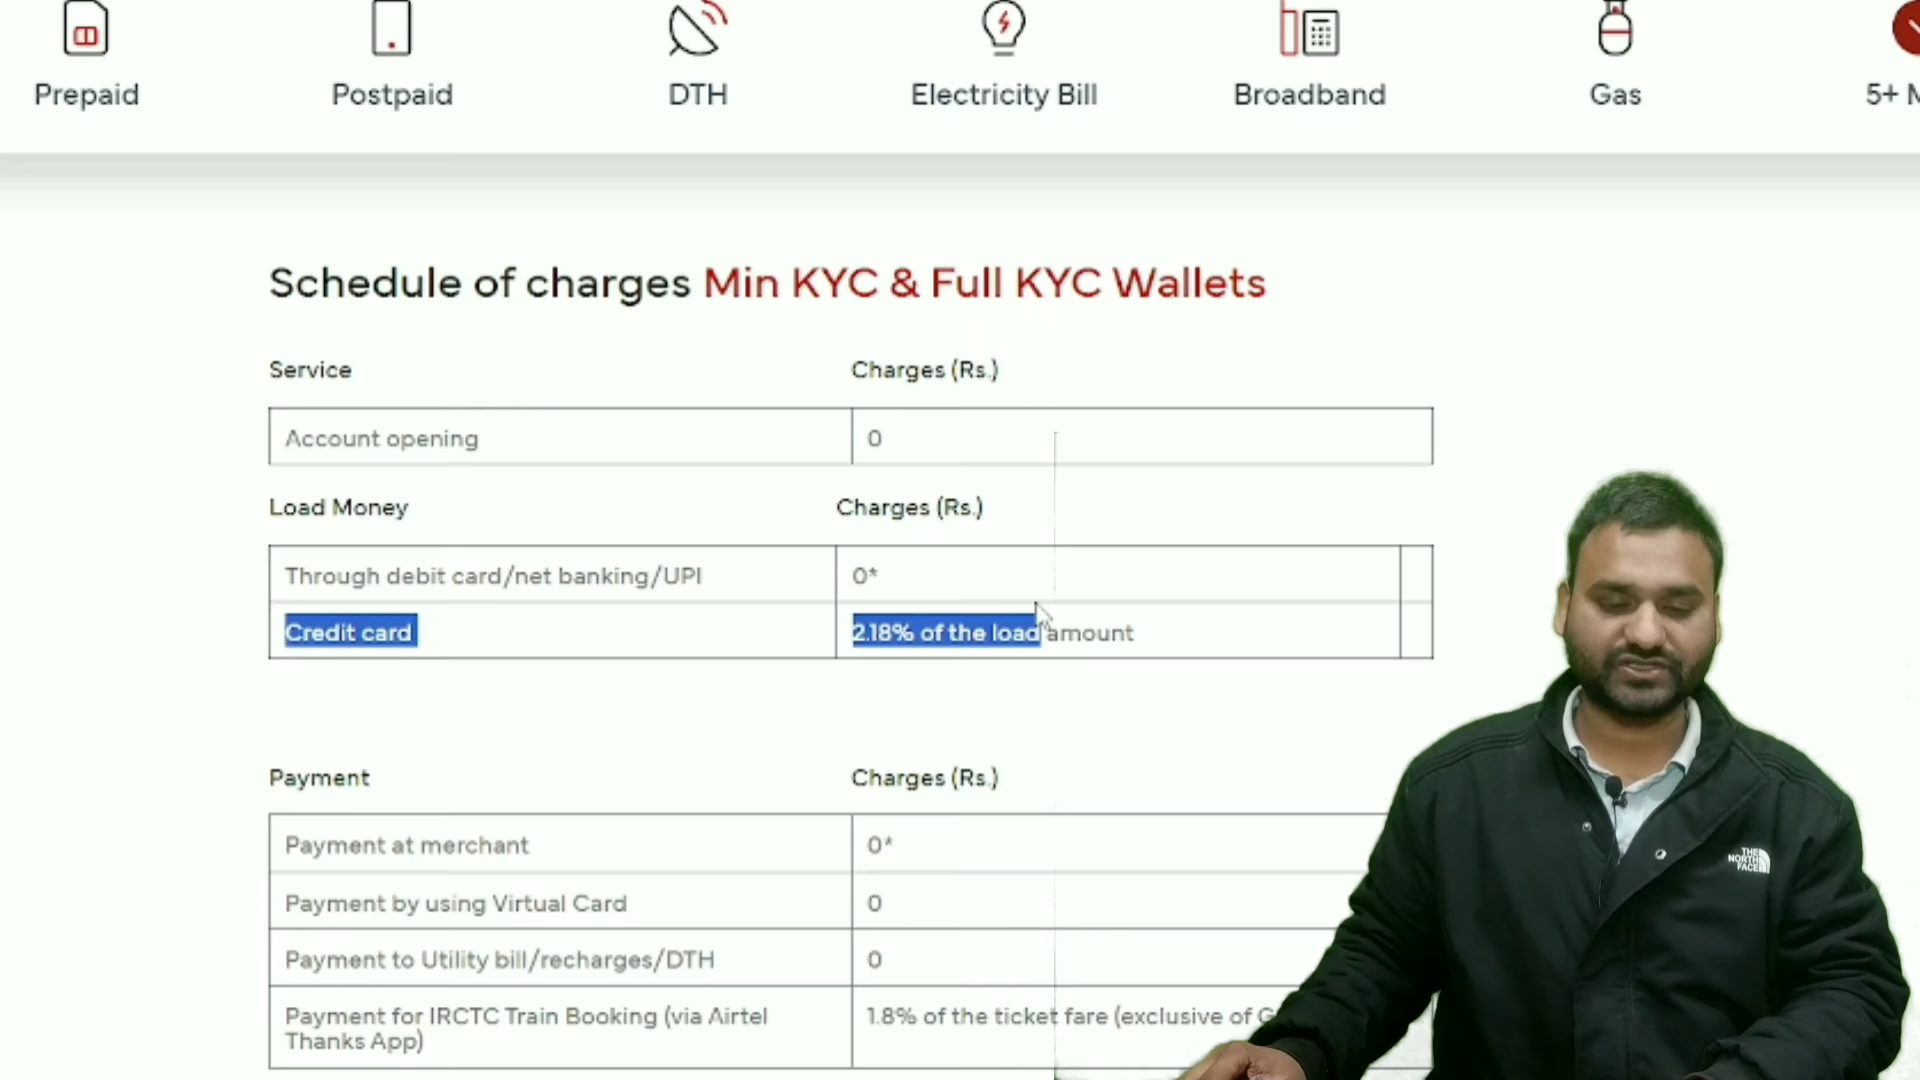 Prepaid
Postpaid
DTH
Electricity Bill
Broadband
Gas
5+
Schedule of charges Min KYC & Full KYC Wallets
Service
Charges (Rs.)
Account opening
0
Load Money
Charges (Rs.)
Through debit card/net banking/UPI
0*
Credit card
2.18% of the load amount
Payment
Charges (Rs.)
Payment at merchant
0*
Payment by using Virtual Card
0
Payment to Utility bill/recharges/DTH
0
Payment for IRCTC Train Booking (via Airtel
Thanks App)
1.8% of the ticket fare (exclusive of
THE
NORTH
FACE